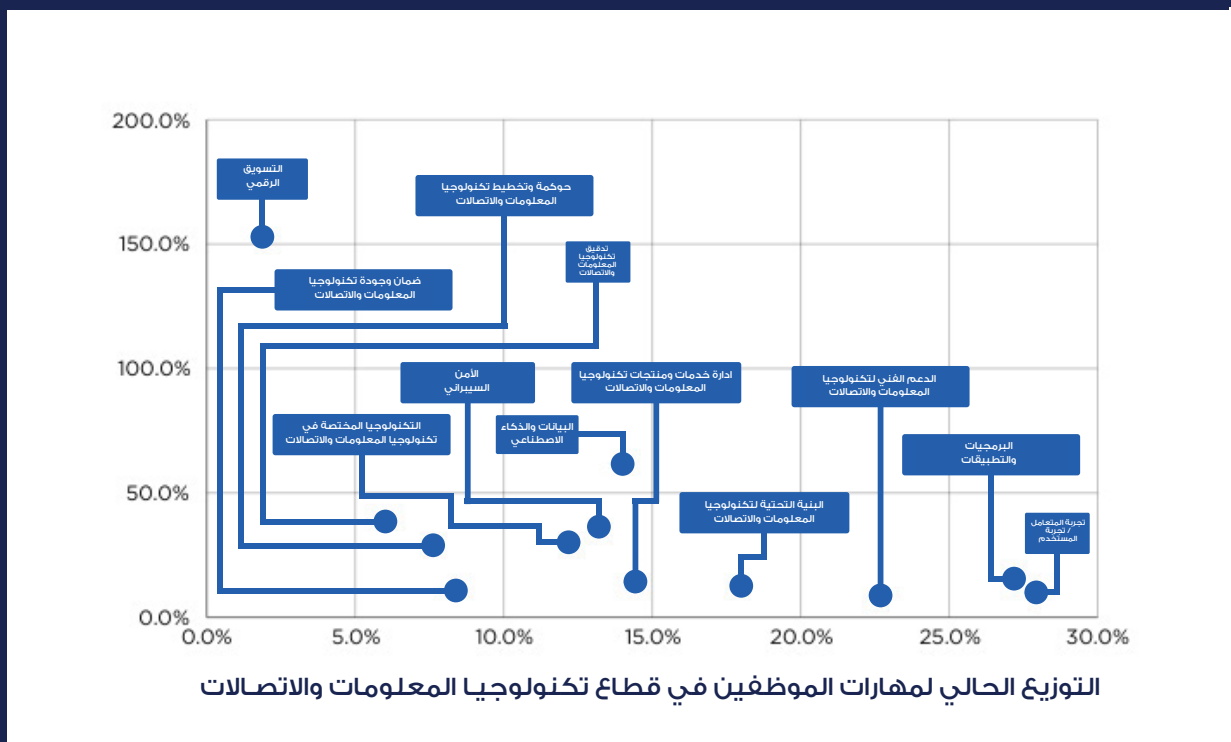 200.0%
التسويق
الرقمي
حوكمة وتخطيط تكنولوجيا
المعلومات والاتصالات
150.0%
تدقيق
تكنولوجيا
المعلومات
والاتصالات
ضمان وجودة تكنولوجيا
المعلومات والاتصالات
100.0%
الأمن
السيبراني
ادارة خدمات ومنتجات تكنولوجيا
المعلومات والاتصالات
الدعم الفني لتكنولوجيا
المعلومات والاتصالات
التكنولوجيا المختصة في
تكنولوجيا المعلومات والاتصالات
البيانات والذكاء
الاصطناعي
البرمجيات
والتطبيقات
50.0%
البنية التحتية لتكنولوجيا
المعلومات والاتصالات
تجربة المتعامل
/ تجربة
المستخدم
0.0%
0.0% 5.0% 10.0% 15.0% 20.0% 25.0% 30.0%
التوزيع الحالي لمهارات الموظفين في قطاع تكنولوجيا المعلومات والاتصالات